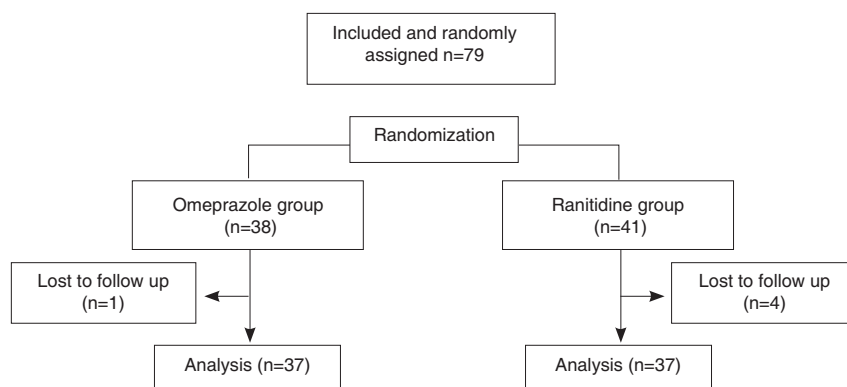 Included and randomly
assigned n=79
Randomization
Omeprazole group
(n=38)
Ranitidine group
(n=41)
Lost to follow up
(n=1)
Lost to follow up
(n=4)
Analysis (n=37)
Analysis (n=37)